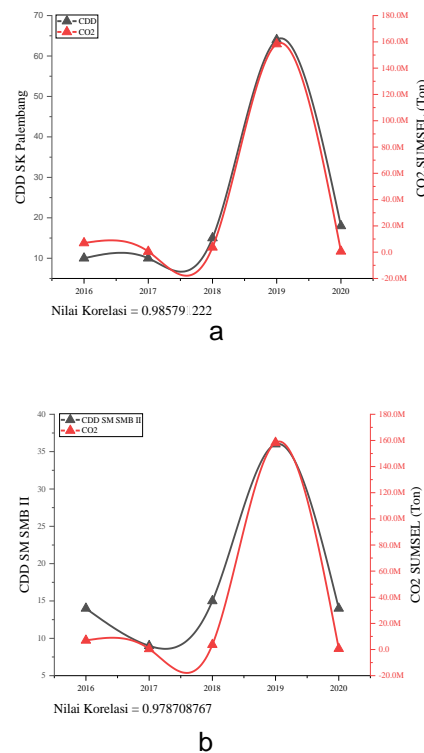 CDD
CO2
70
60
50
40
30
20
10
CDD SK Palembang
180.0M
160.0M
140.0M
120.0M
100.0M
80.0M
60.0M
40.0M
20.0M
0.0
-20.0M
CO2 SUMSEL (Ton)
2016 2017 2018 2019 2020
Nilai Korelasi = 0.98579 222
a
CDD SM SMB II
CO2
40
35
30
25
20
15
10
5
CDD SM SMB II
180.0M
160.0M
140.0M
120.0M
100.0M
80.0M
60.0M
40.0M
20.0M
0.0
-20.0M
CO2 SUMSEL (Ton)
2016 2017 2018 2019 2020
Nilai Korelasi = 0.978708767
b